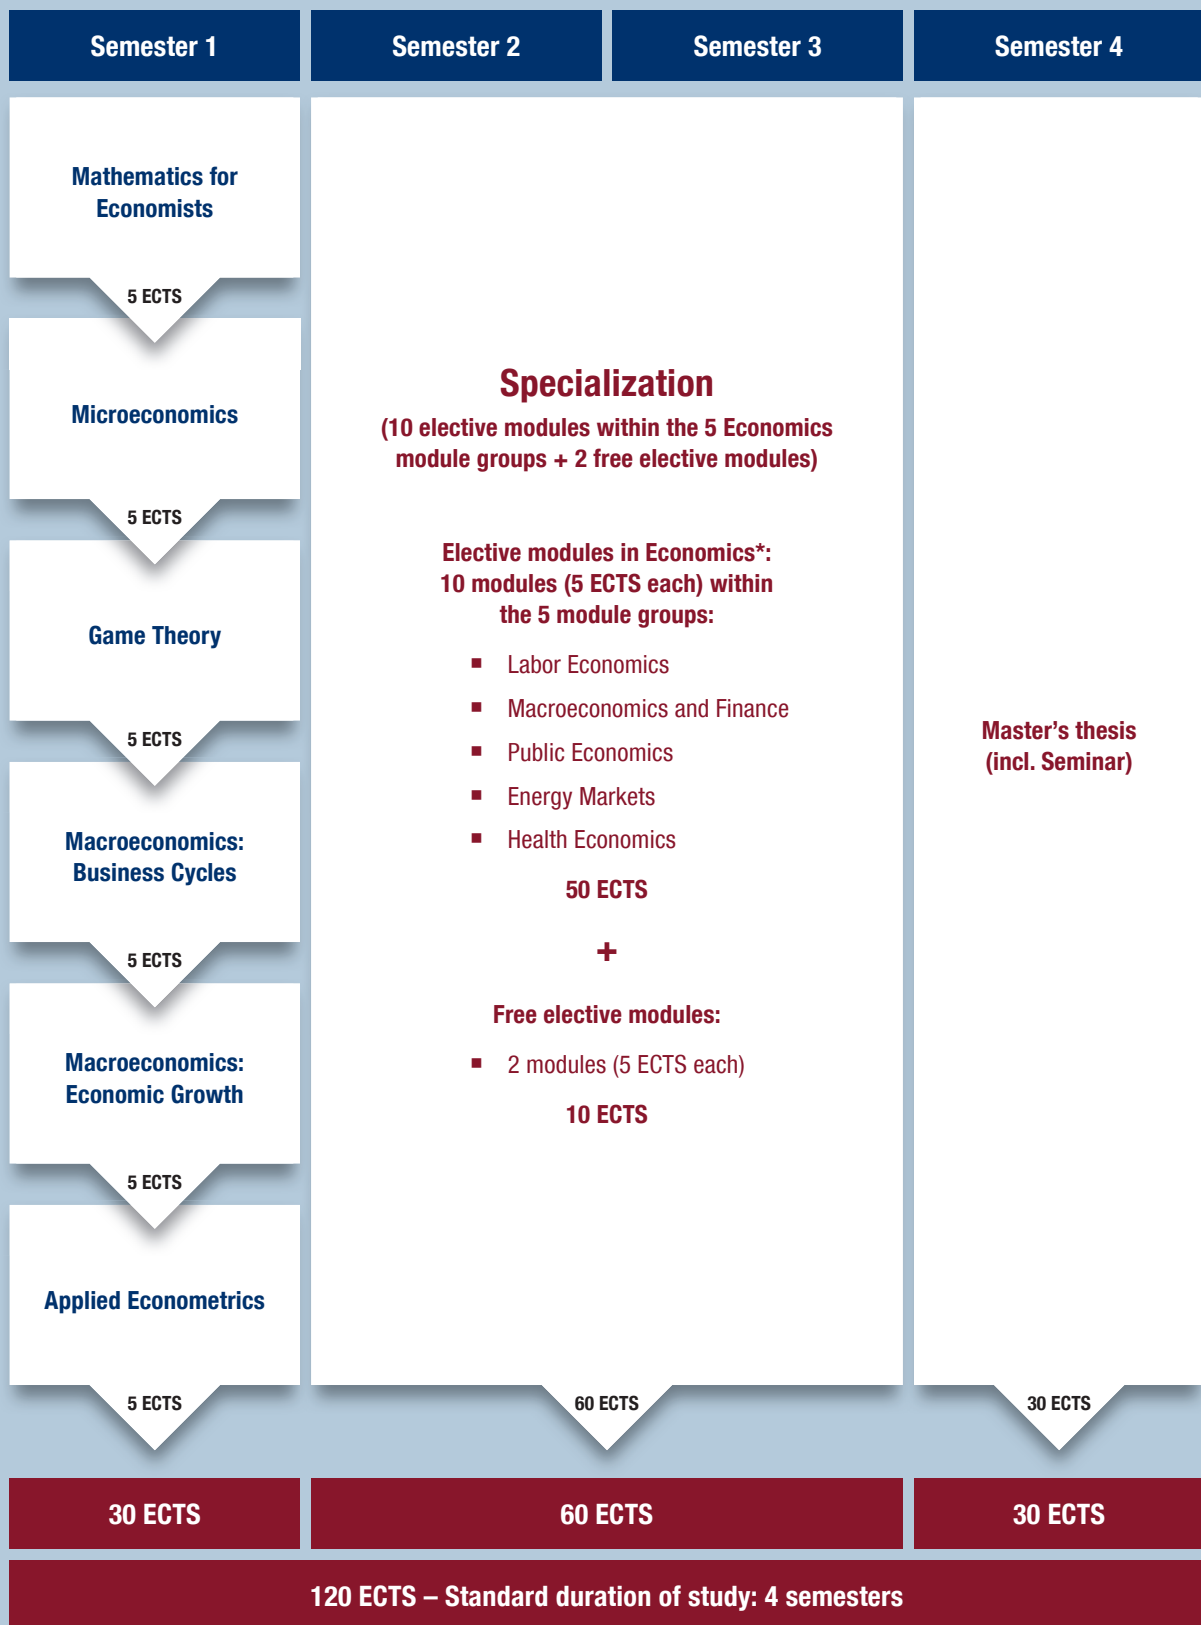 Semester 1
Semester 2
Semester 3
Semester 4
Mathematics for
Economists
5 ECTS
Microeconomics
5 ECTS
Game Theory
5 ECTS
Macroeconomics:
Business Cycles
5 ECTS
Macroeconomics:
Economic Growth
5 ECTS
Applied Econometrics
5 ECTS
Specialization
(10 elective modules within the 5 Economics
module groups + 2 free elective modules)
Elective modules in Economics*:
10 modules (5 ECTS each) within
the 5 module groups:
▪ Labor Economics
▪ Macroeconomics and Finance
▪ Public Economics
▪ Energy Markets
▪ Health Economics
50 ECTS
+
Free elective modules:
▪ 2 modules (5 ECTS each)
10 ECTS
60 ECTS
Master’s thesis
(incl. Seminar)
30 ECTS
30 ECTS
60 ECTS
30 ECTS
120 ECTS – Standard duration of study: 4 semesters